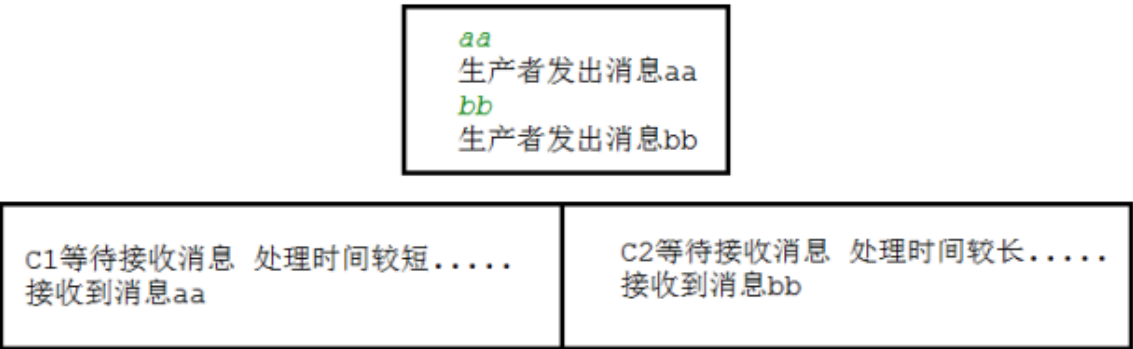 aa
生产者发出消息aa
bb
生产者发出消息bb
C1等待接收消息 处理时间较短.....
接收到消息aa
C2等待接收消息 处理时间较长.....
接收到消息bb